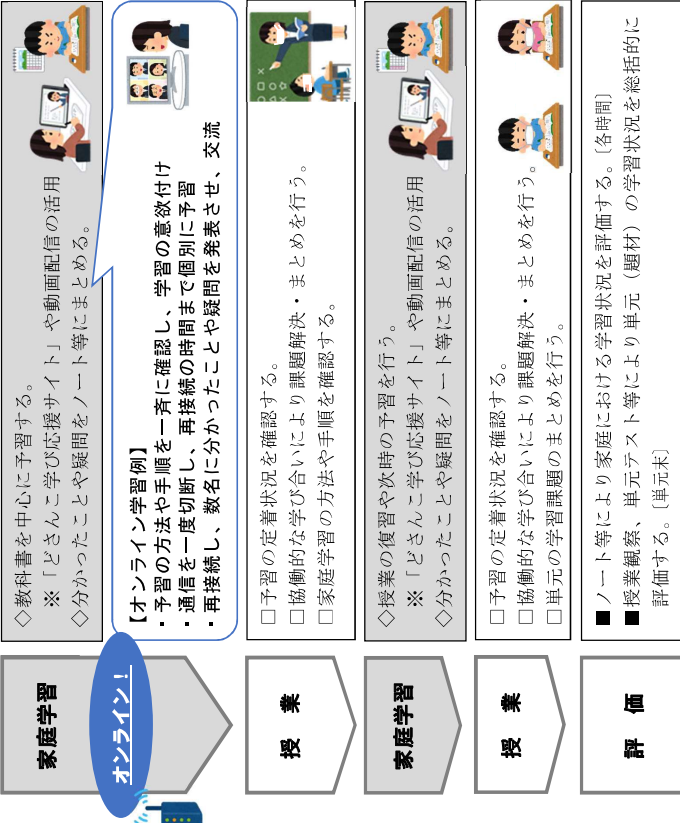 家庭学習
オンライン！
◇教科書を中心に予習する。
※「どさんこ学び応援サイト」や動画配信の活用
◇分かったことや疑問をノート等にまとめる。
【オンライン学習例】
・予習の方法や手順を一斉に確認し、学習の意欲付け
・通信を一度切断し、再接続の時間まで個別に予習
・再接続し、数名に分かったことや疑問を発表させ、交流
授　業
□予習の定着状況を確認する。
□協働的な学び合いにより課題解決・まとめを行う。
□家庭学習の方法や手順を確認する。
家庭学習
◇授業の復習や次時の予習を行う。
※「どさんこ学び応援サイト」や動画配信の活用
◇分かったことや疑問をノート等にまとめる。
授　業
□予習の定着状況を確認する。
□協働的な学び合いにより課題解決・まとめを行う。
□単元の学習課題のまとめを行う。
評　価
■ノート等により家庭における学習状況を評価する。〔各時間〕
■授業観察、単元テスト等により単元（題材）の学習状況を総括的に
評価する。〔単元末〕